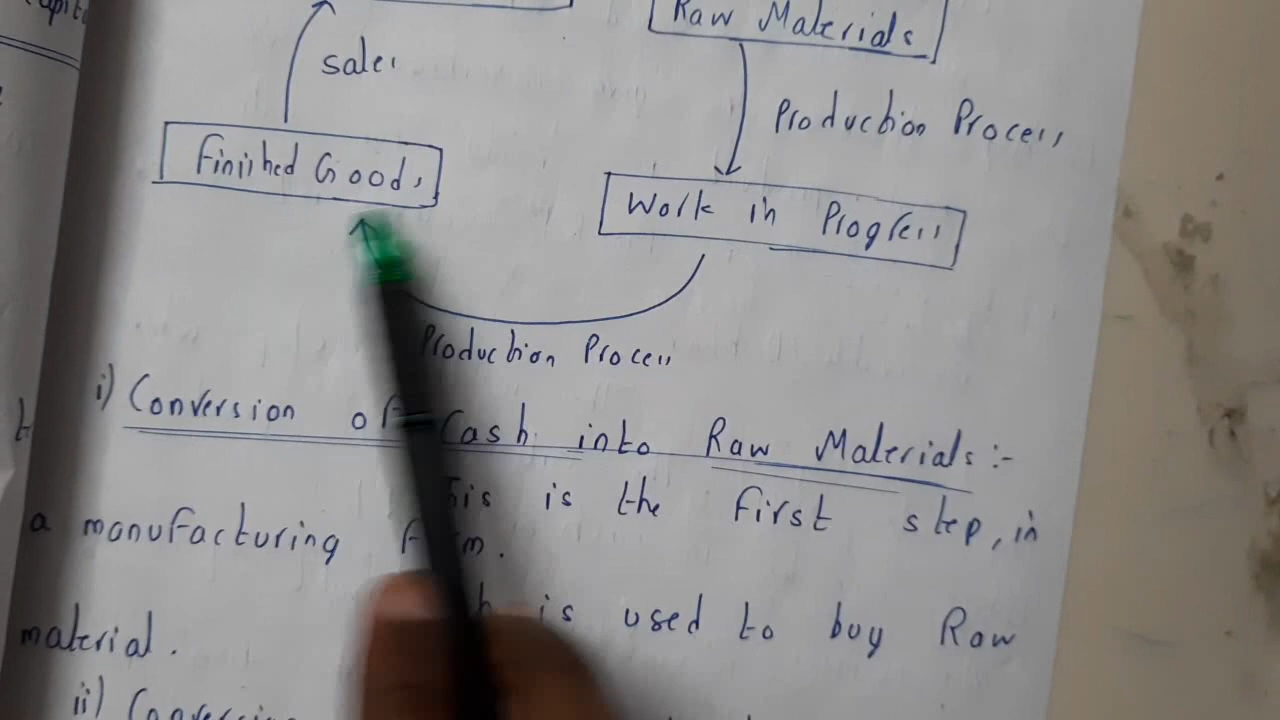 Raw Materials
sales
Production Process
Finished Goods
Work in Progress
Production Process
i) Conversion of Cash into Raw Materials :-
is the first step, in
a manufacturing
is used to buy Raw
material.
ii)